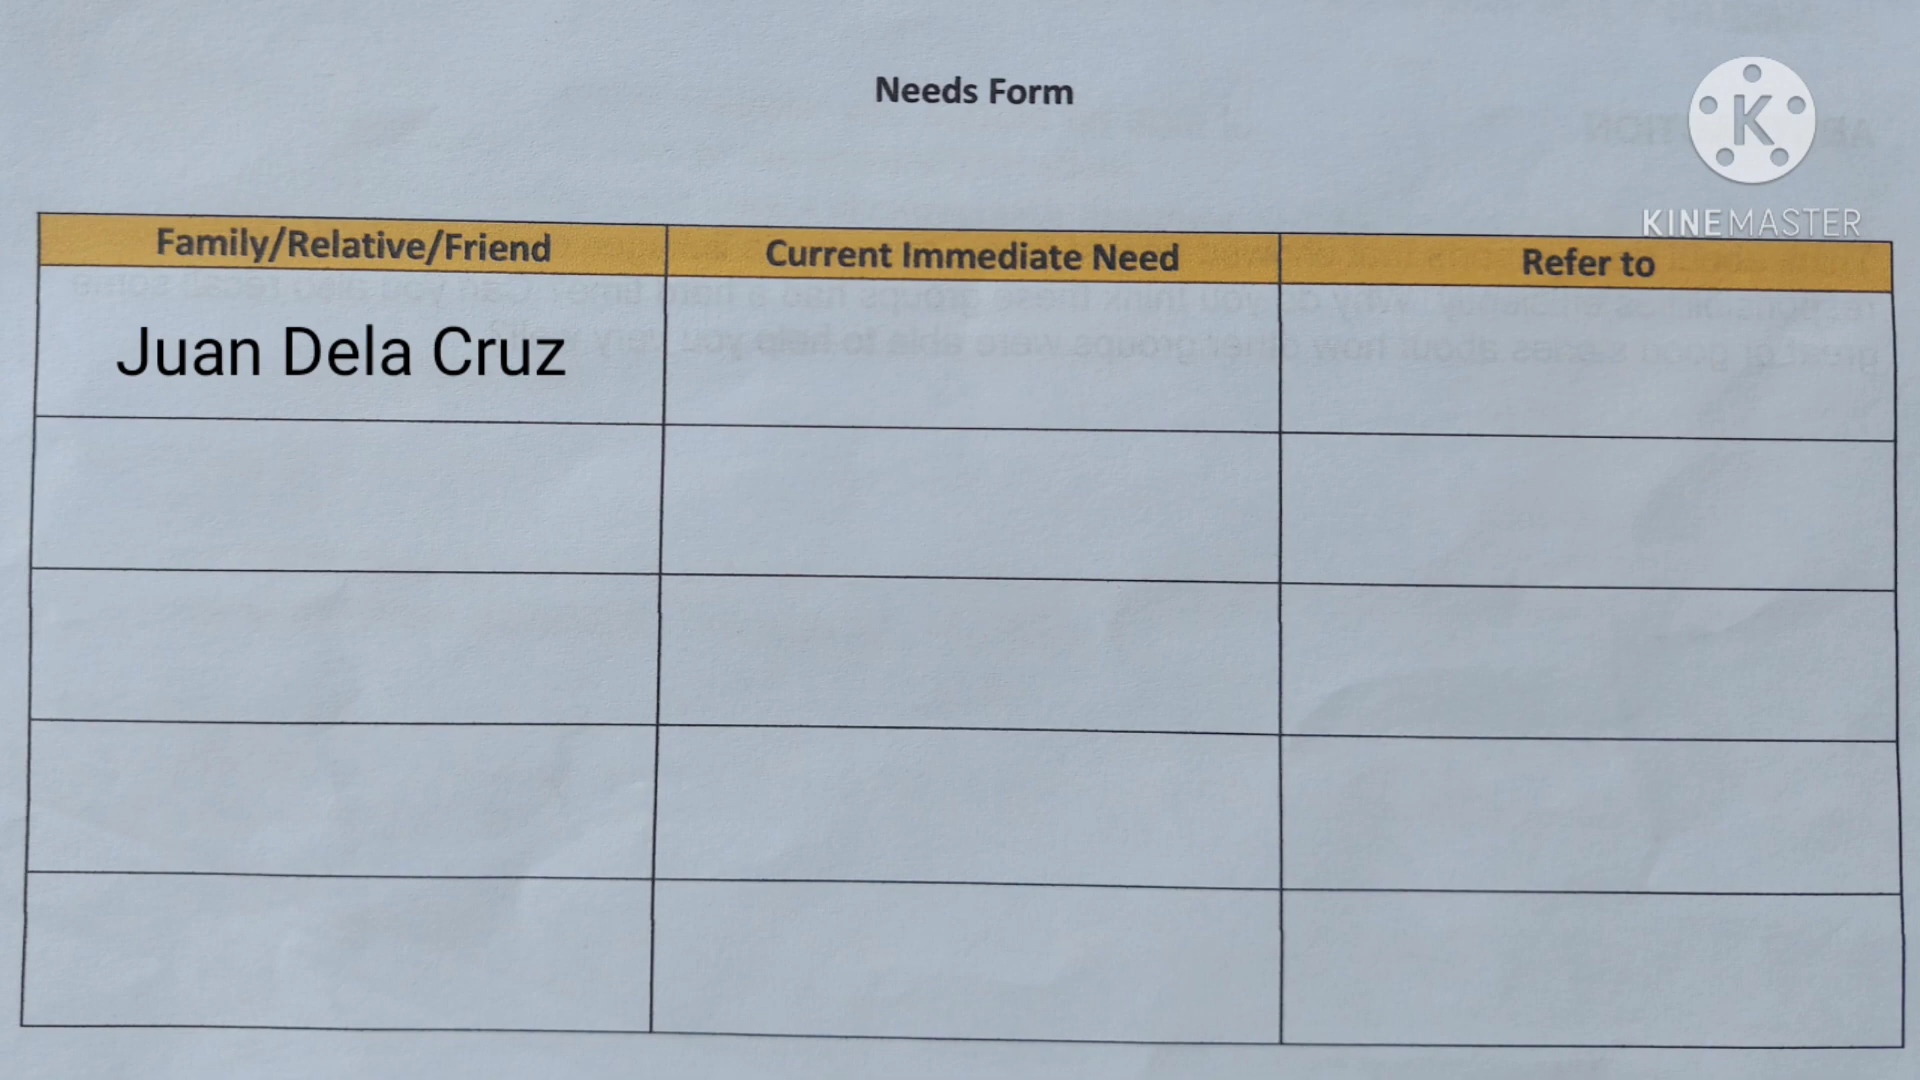 Needs Form
K
KINEMASTER
Family/Relative/Friend
Current Immediate Need
Refer to
Juan Dela Cruz